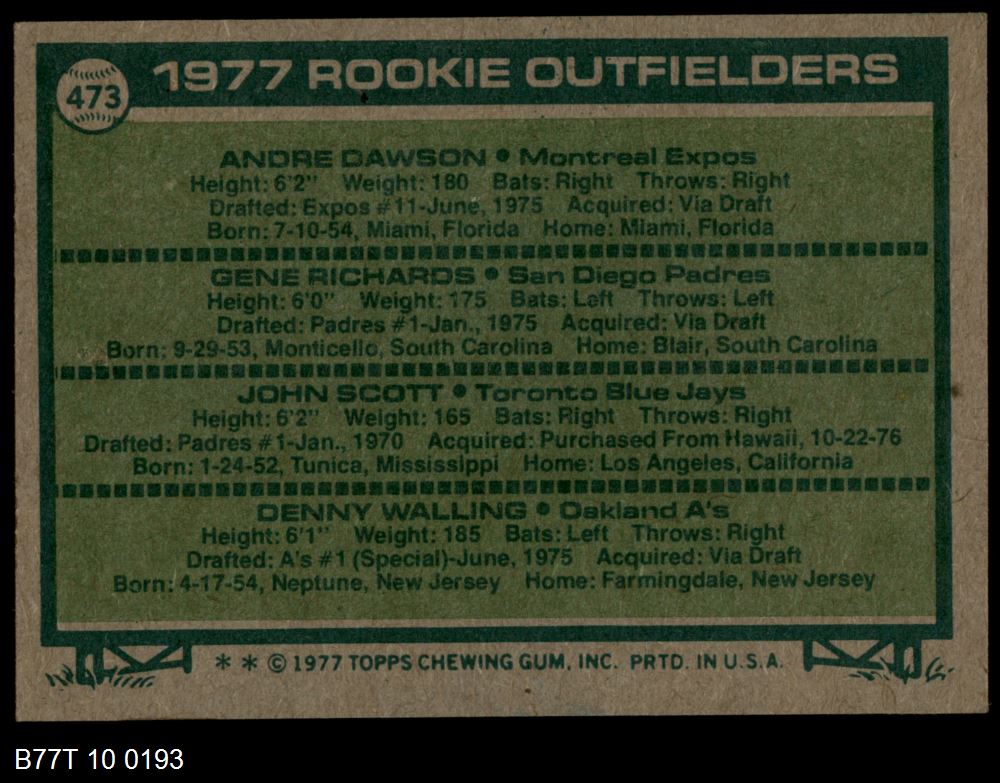 473
1977 ROOKIE OUTFIELDERS
ANDRE DAWSON • Montreal Expos
Height: 6'2" Weight: 180 Bats: Right Throws: Right
Drafted: Expos #11-June, 1975 Acquired: Via Draft
Born: 7-10-54, Miami, Florida Home: Miami, Florida
GENE RICHARDS • San Diego Padres
Height: 6'0" Weight: 175 Bats: Left Throws: Left
Drafted: Padres #1-Jan., 1975 Acquired: Via Draft
Born: 9-29-53, Monticello, South Carolina Home: Blair, South Carolina
JOHN SCOTT • Toronto Blue Jays
Height: 6'2" Weight: 165 Bats: Right Throws: Right
Drafted: Padres #1-Jan., 1970 Acquired: Purchased From Hawaii, 10-22-76
Born: 1-24-52, Tunica, Mississippi Home: Los Angeles, California
DENNY WALLING • Oakland A's
Height: 6'1" Weight: 185 Bats: Left Throws: Right
Drafted: A's #1 (Special)-June, 1975 Acquired: Via Draft
Born: 4-17-54, Neptune, New Jersey Home: Farmingdale, New Jersey
* * © 1977 TOPPS CHEWING GUM, INC. PRTD. IN U.S.A.
B77T 10 0193